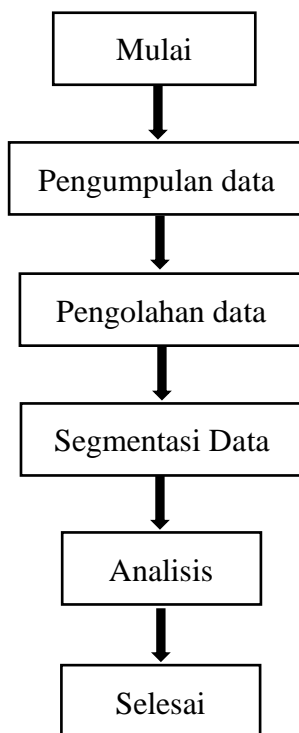 Mulai
Pengumpulan data
Pengolahan data
Segmentasi Data
Analisis
Selesai